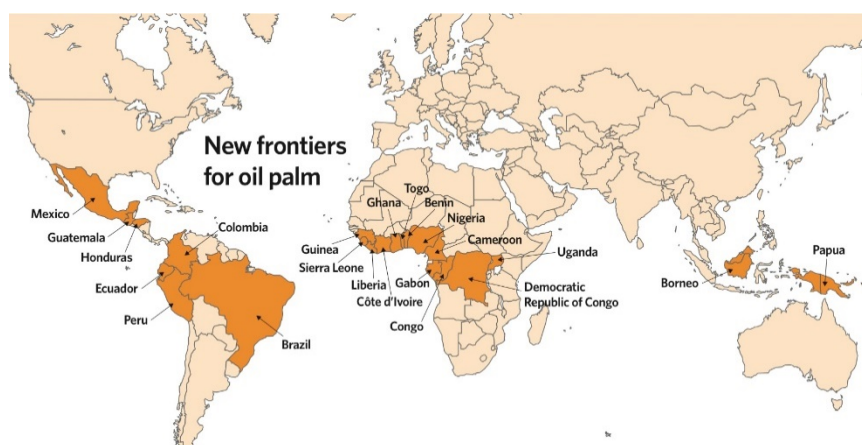 New frontiers
for oil palm
Mexico
Guatemala
Honduras
Colombia
Ecuador
Peru
Brazil
Togo
Ghana
Benin
Nigeria
Guinea
Cameroon
Sierra Leone
Uganda
Liberia
Gabon
Côte d'Ivoire
Democratic
Republic of Congo
Congo
Papua
Borneo